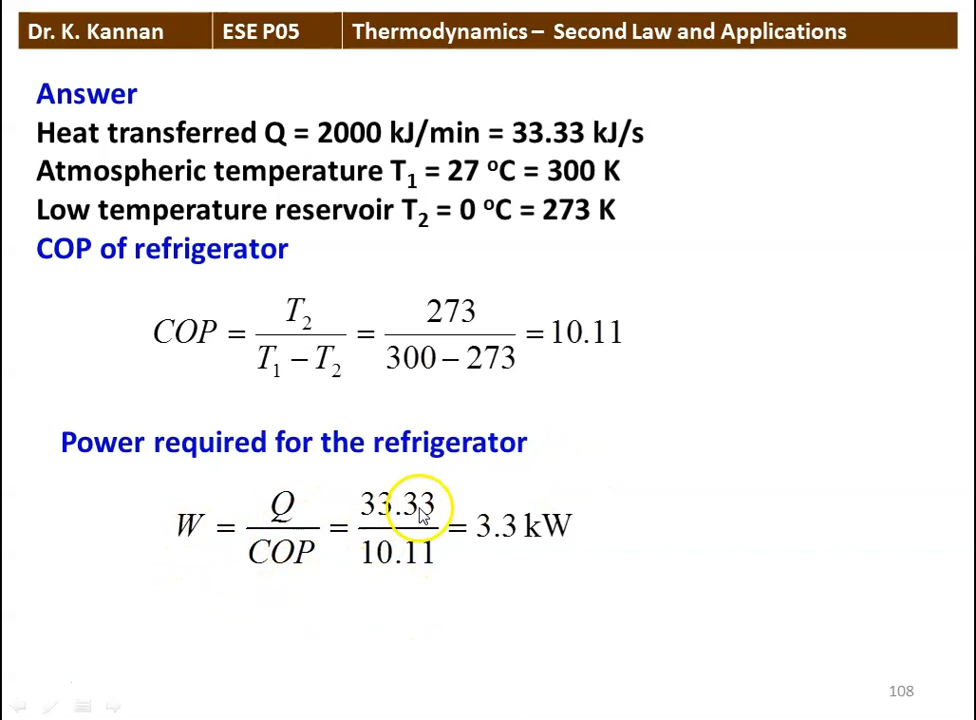 Dr. K. Kannan ESE P05 Thermodynamics – Second Law and Applications
Answer
Heat transferred Q = 2000 kJ/min = 33.33 kJ/s
Atmospheric temperature T₁ = 27 ᵒC = 300 K
Low temperature reservoir T₂ = 0 ᵒC = 273 K
COP of refrigerator
COP = T₂ / (T₁ − T₂) = 273 / (300 − 273) = 10.11
Power required for the refrigerator
W = Q / COP = 33.33 / 10.11 = 3.3 kW
108